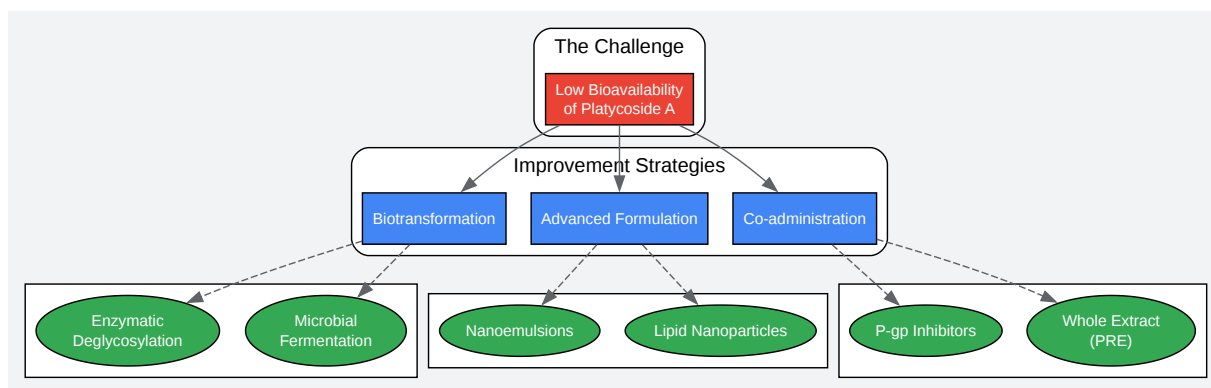 The Challenge
Low Bioavailability
of Platycoside A
Improvement Strategies
Biotransformation
Advanced Formulation
Co-administration
Enzymatic
Deglycosylation
Microbial
Fermentation
Nanoemulsions
Lipid Nanoparticles
P-gp Inhibitors
Whole Extract
(PRE)